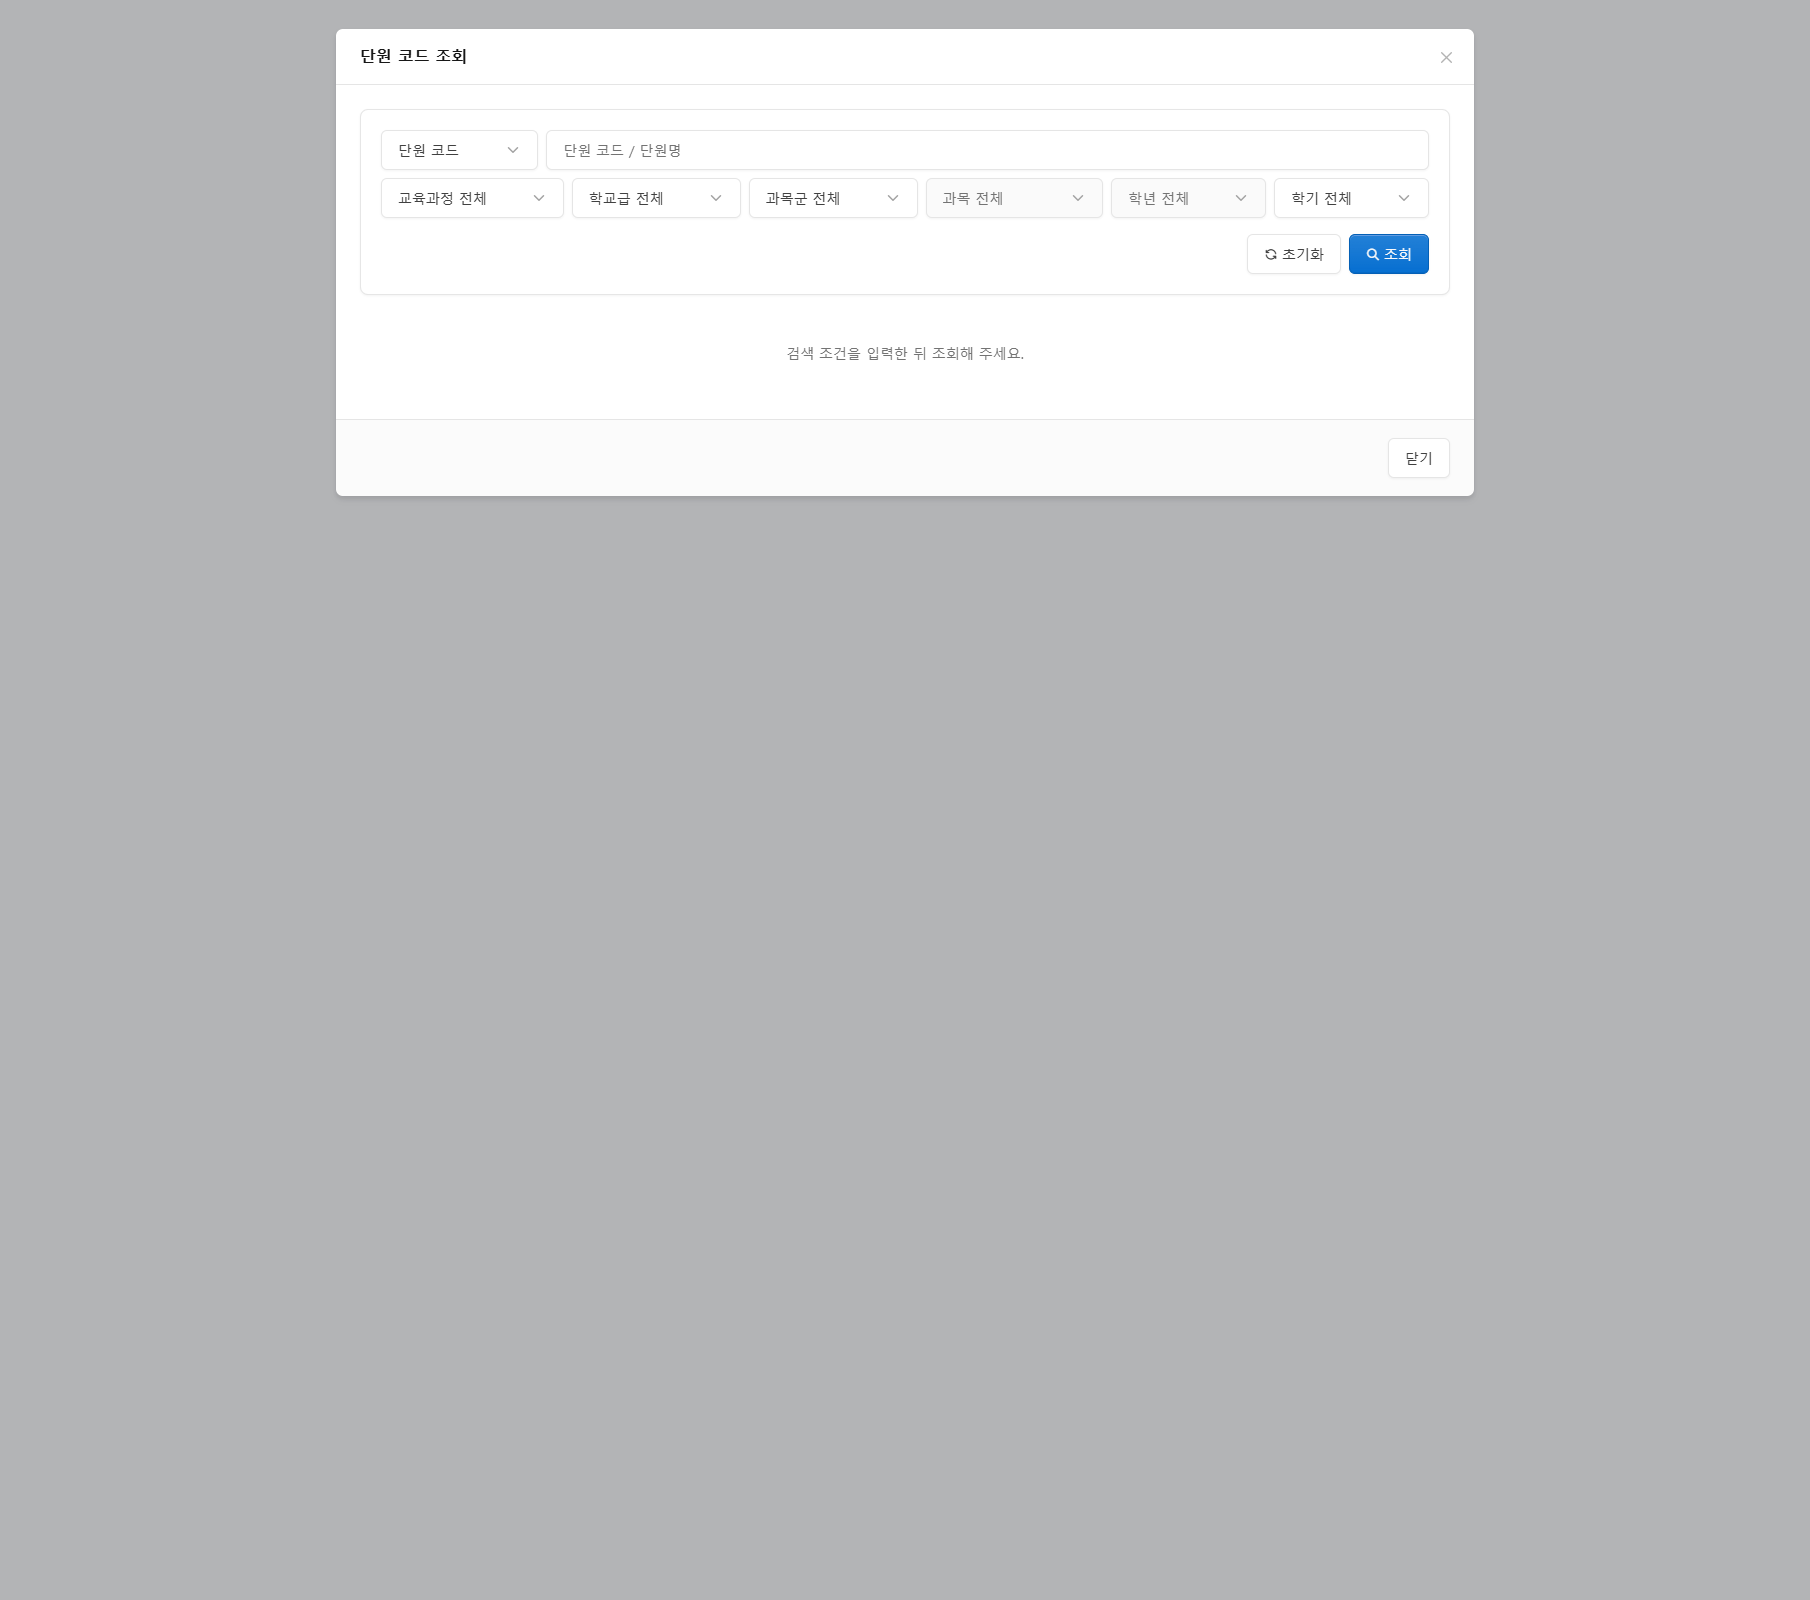 단원 코드 조회
단원 코드 단원 코드 / 단원명
교육과정 전체 학교급 전체 과목군 전체 과목 전체 학년 전체 학기 전체
초기화 조회
검색 조건을 입력한 뒤 조회해 주세요.
닫기